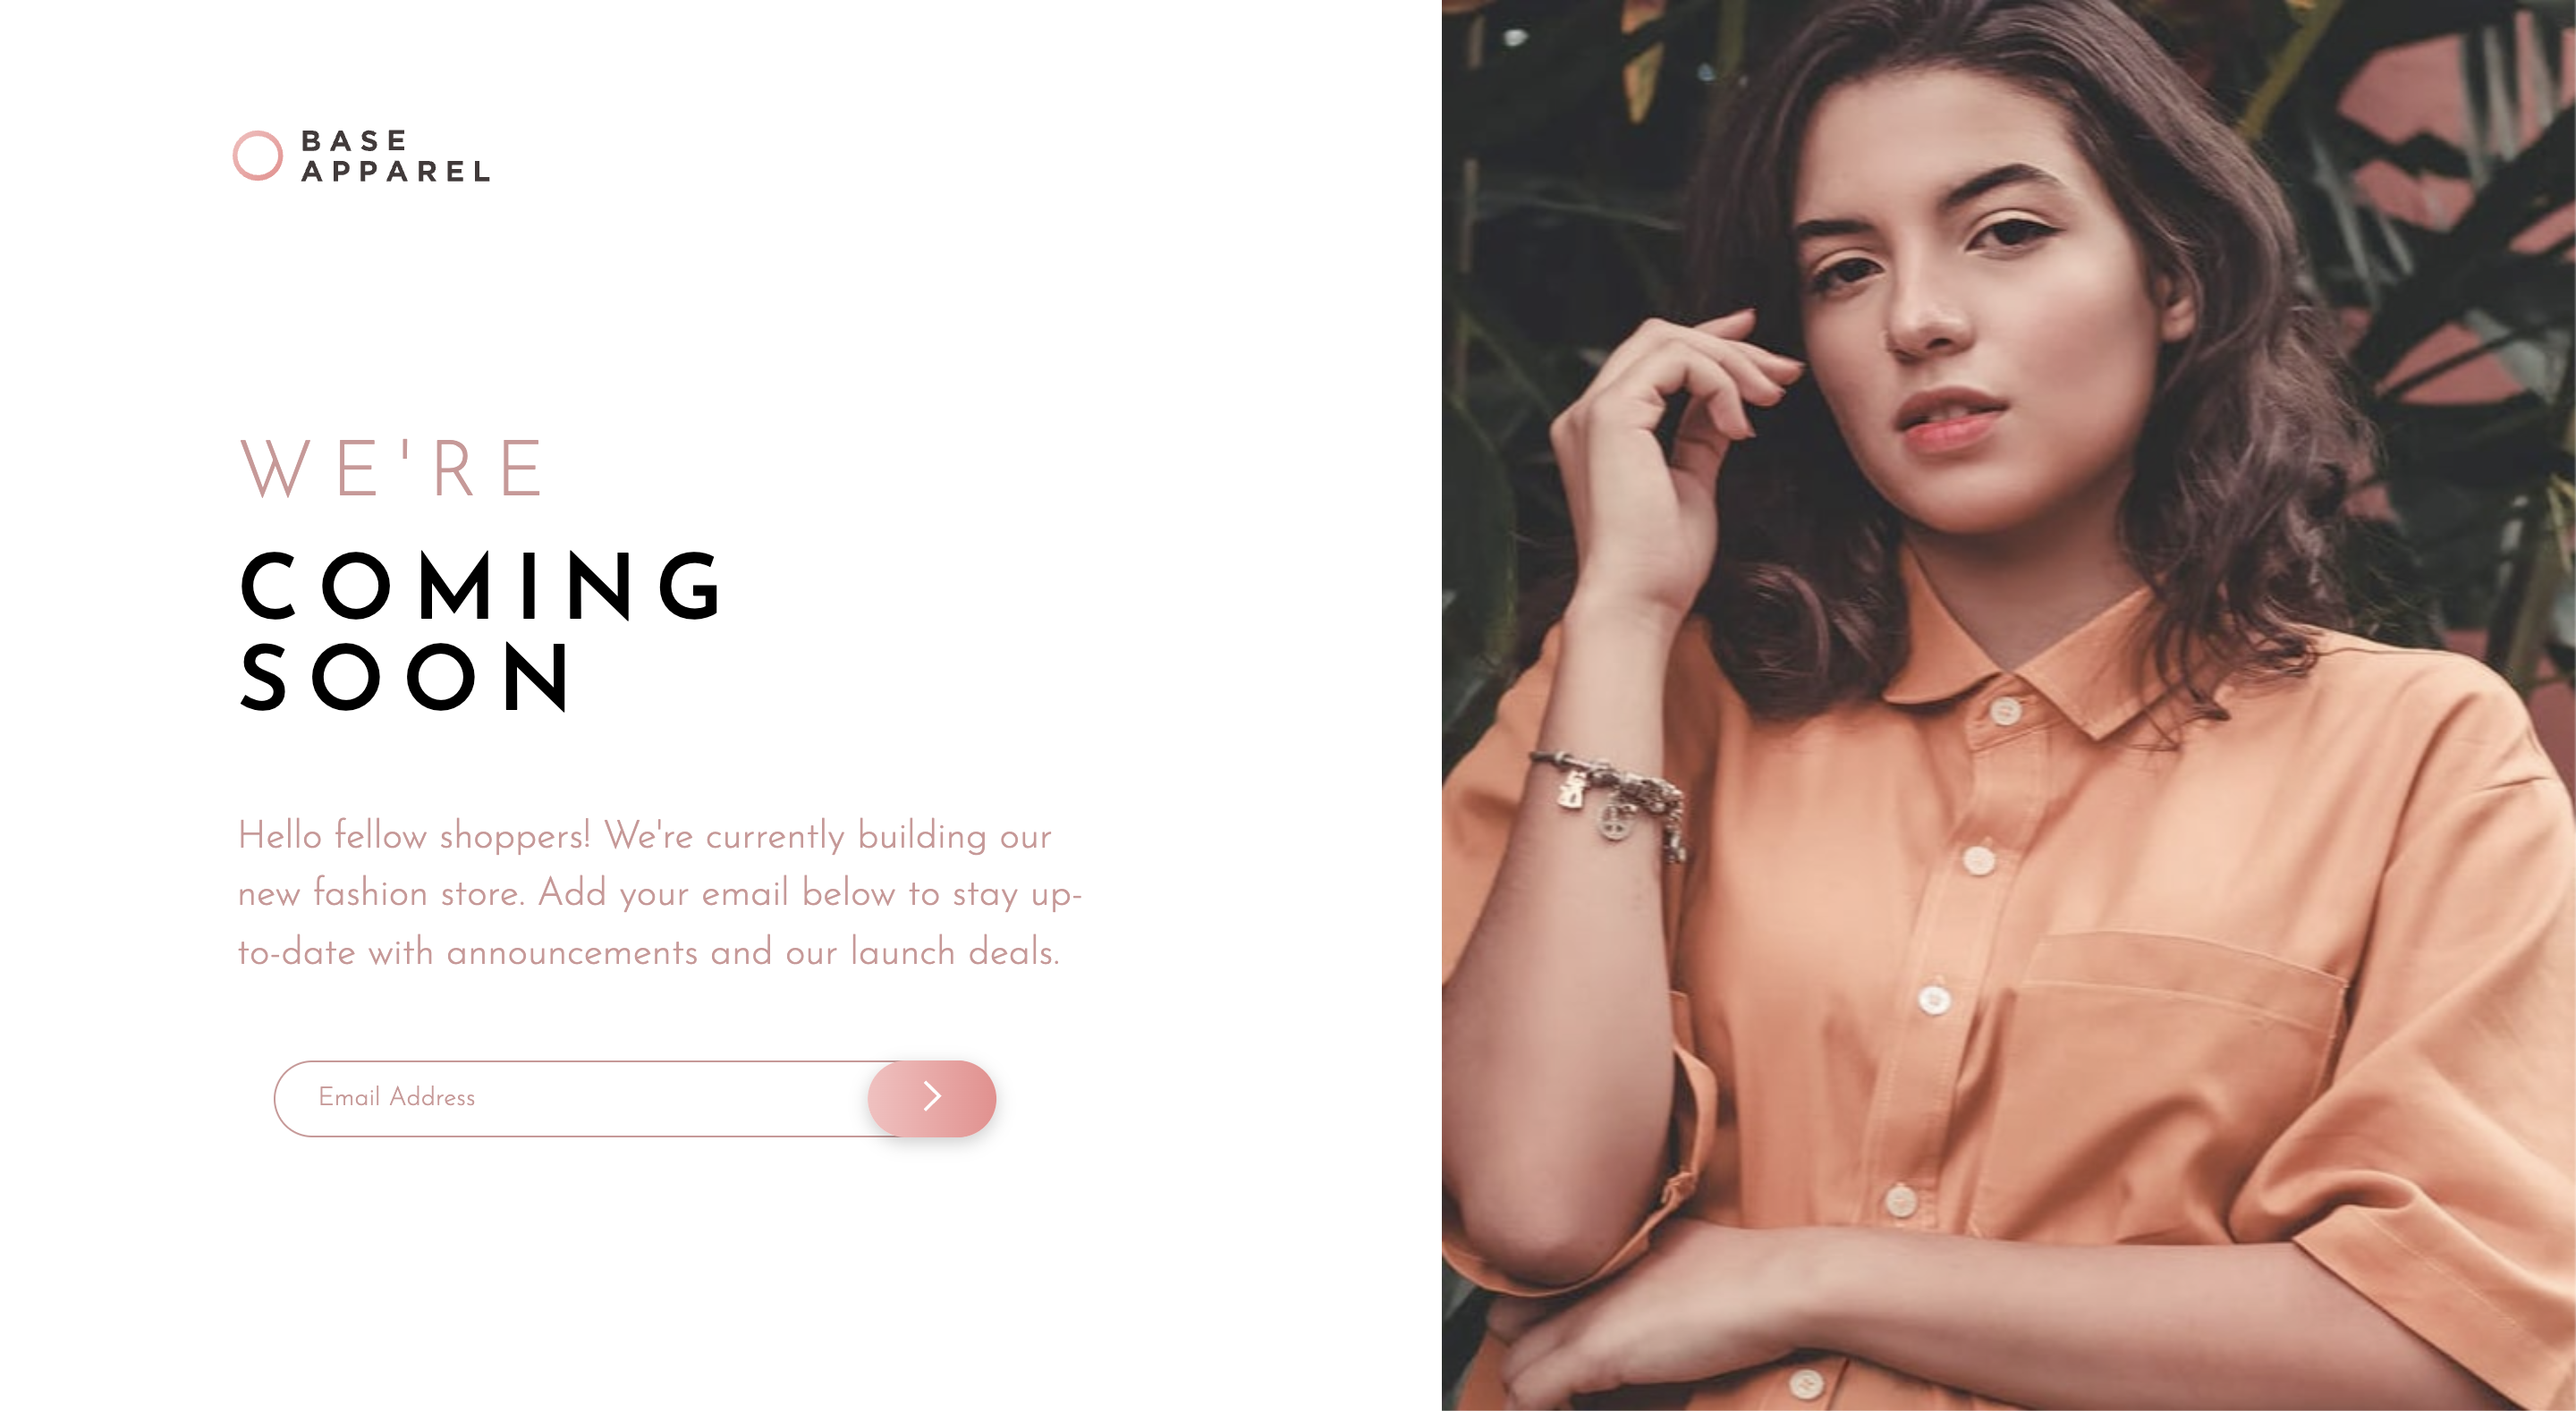 BASE
APPAREL
WE'RE
COMING
SOON
Hello fellow shoppers! We're currently building our
new fashion store. Add your email below to stay up-
to-date with announcements and our launch deals.
Email Address